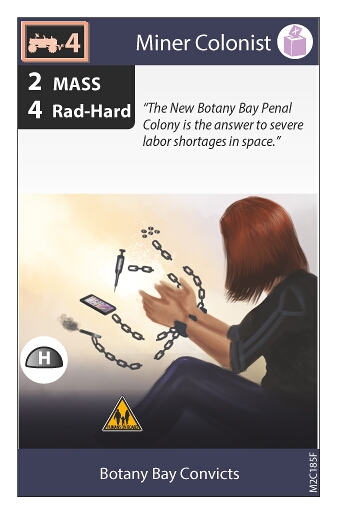 4
Miner Colonist
2 MASS
4 Rad-Hard
"The New Botany Bay Penal
Colony is the answer to severe
labor shortages in space."
H
Botany Bay Convicts
M2C185F